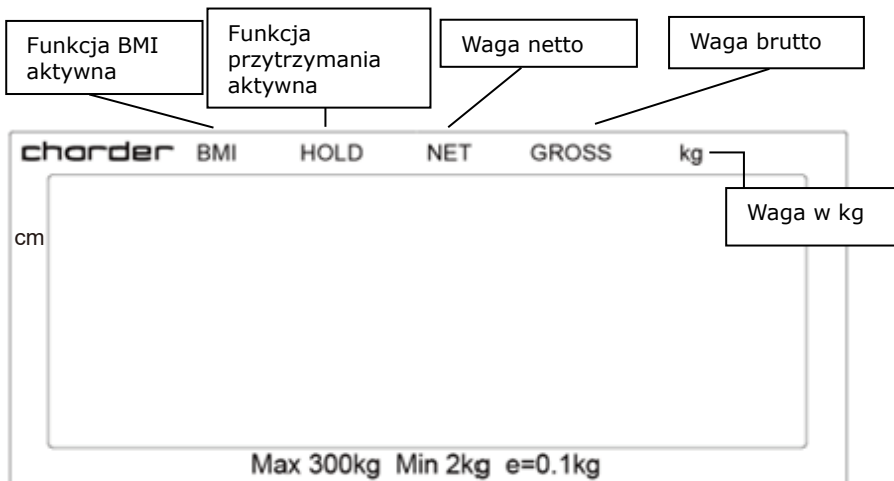 Funkcja BMI
aktywna
Funkcja
przytrzymania
aktywna
Waga netto
Waga brutto
charder BMI HOLD NET GROSS kg
Waga w kg
cm
Max 300kg Min 2kg e=0.1kg